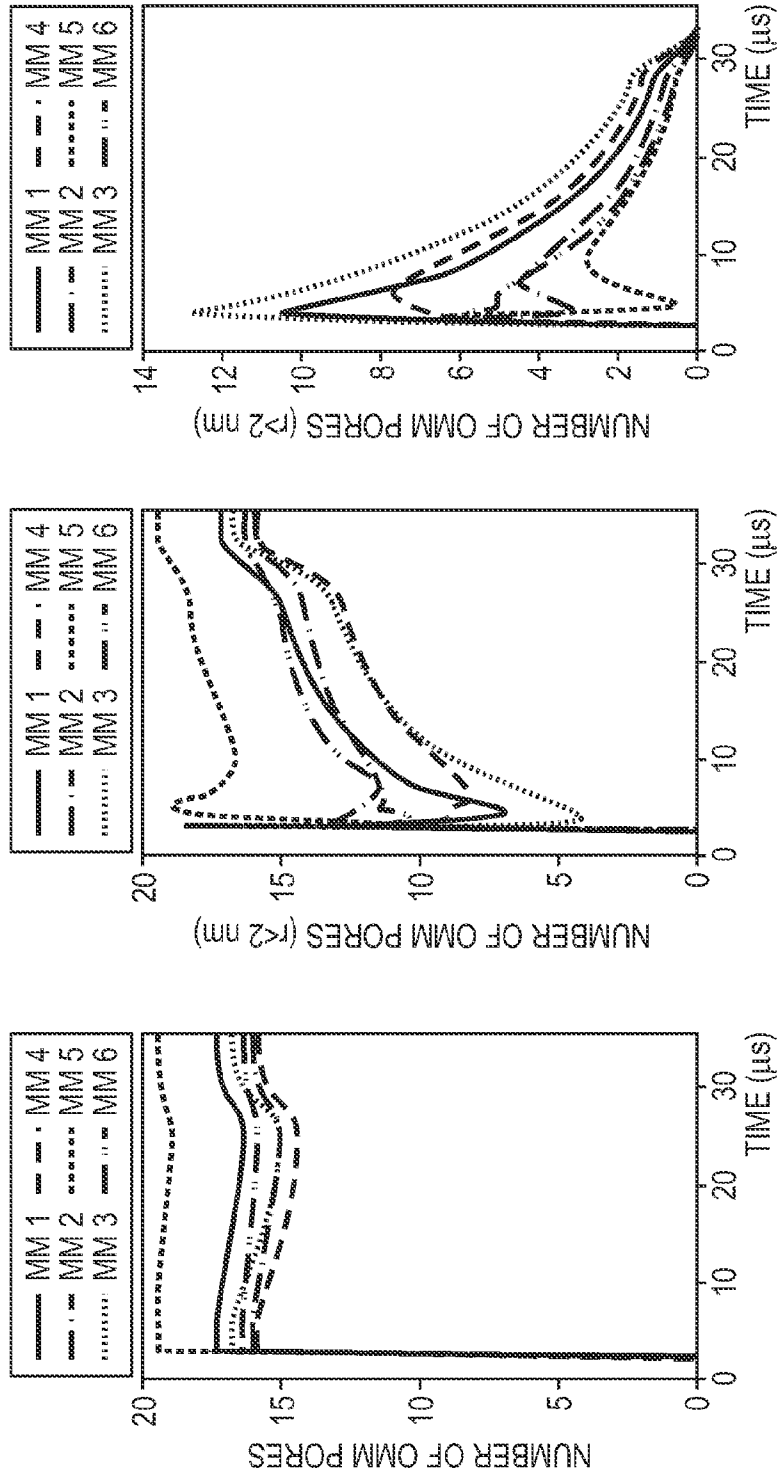 MM 1 MM 4
MM 2 MM 5
MM 3 MM 6
NUMBER OF OMM PORES
20
15
10
5
0
0 10 20 30
TIME (µs)
MM 1 MM 4
MM 2 MM 5
MM 3 MM 6
NUMBER OF OMM PORES (r<2 nm)
20
15
10
5
0
0 10 20 30
TIME (µs)
MM 1 MM 4
MM 2 MM 5
MM 3 MM 6
NUMBER OF OMM PORES (r>2 nm)
14
12
10
8
6
4
2
0
0 10 20 30
TIME (µs)